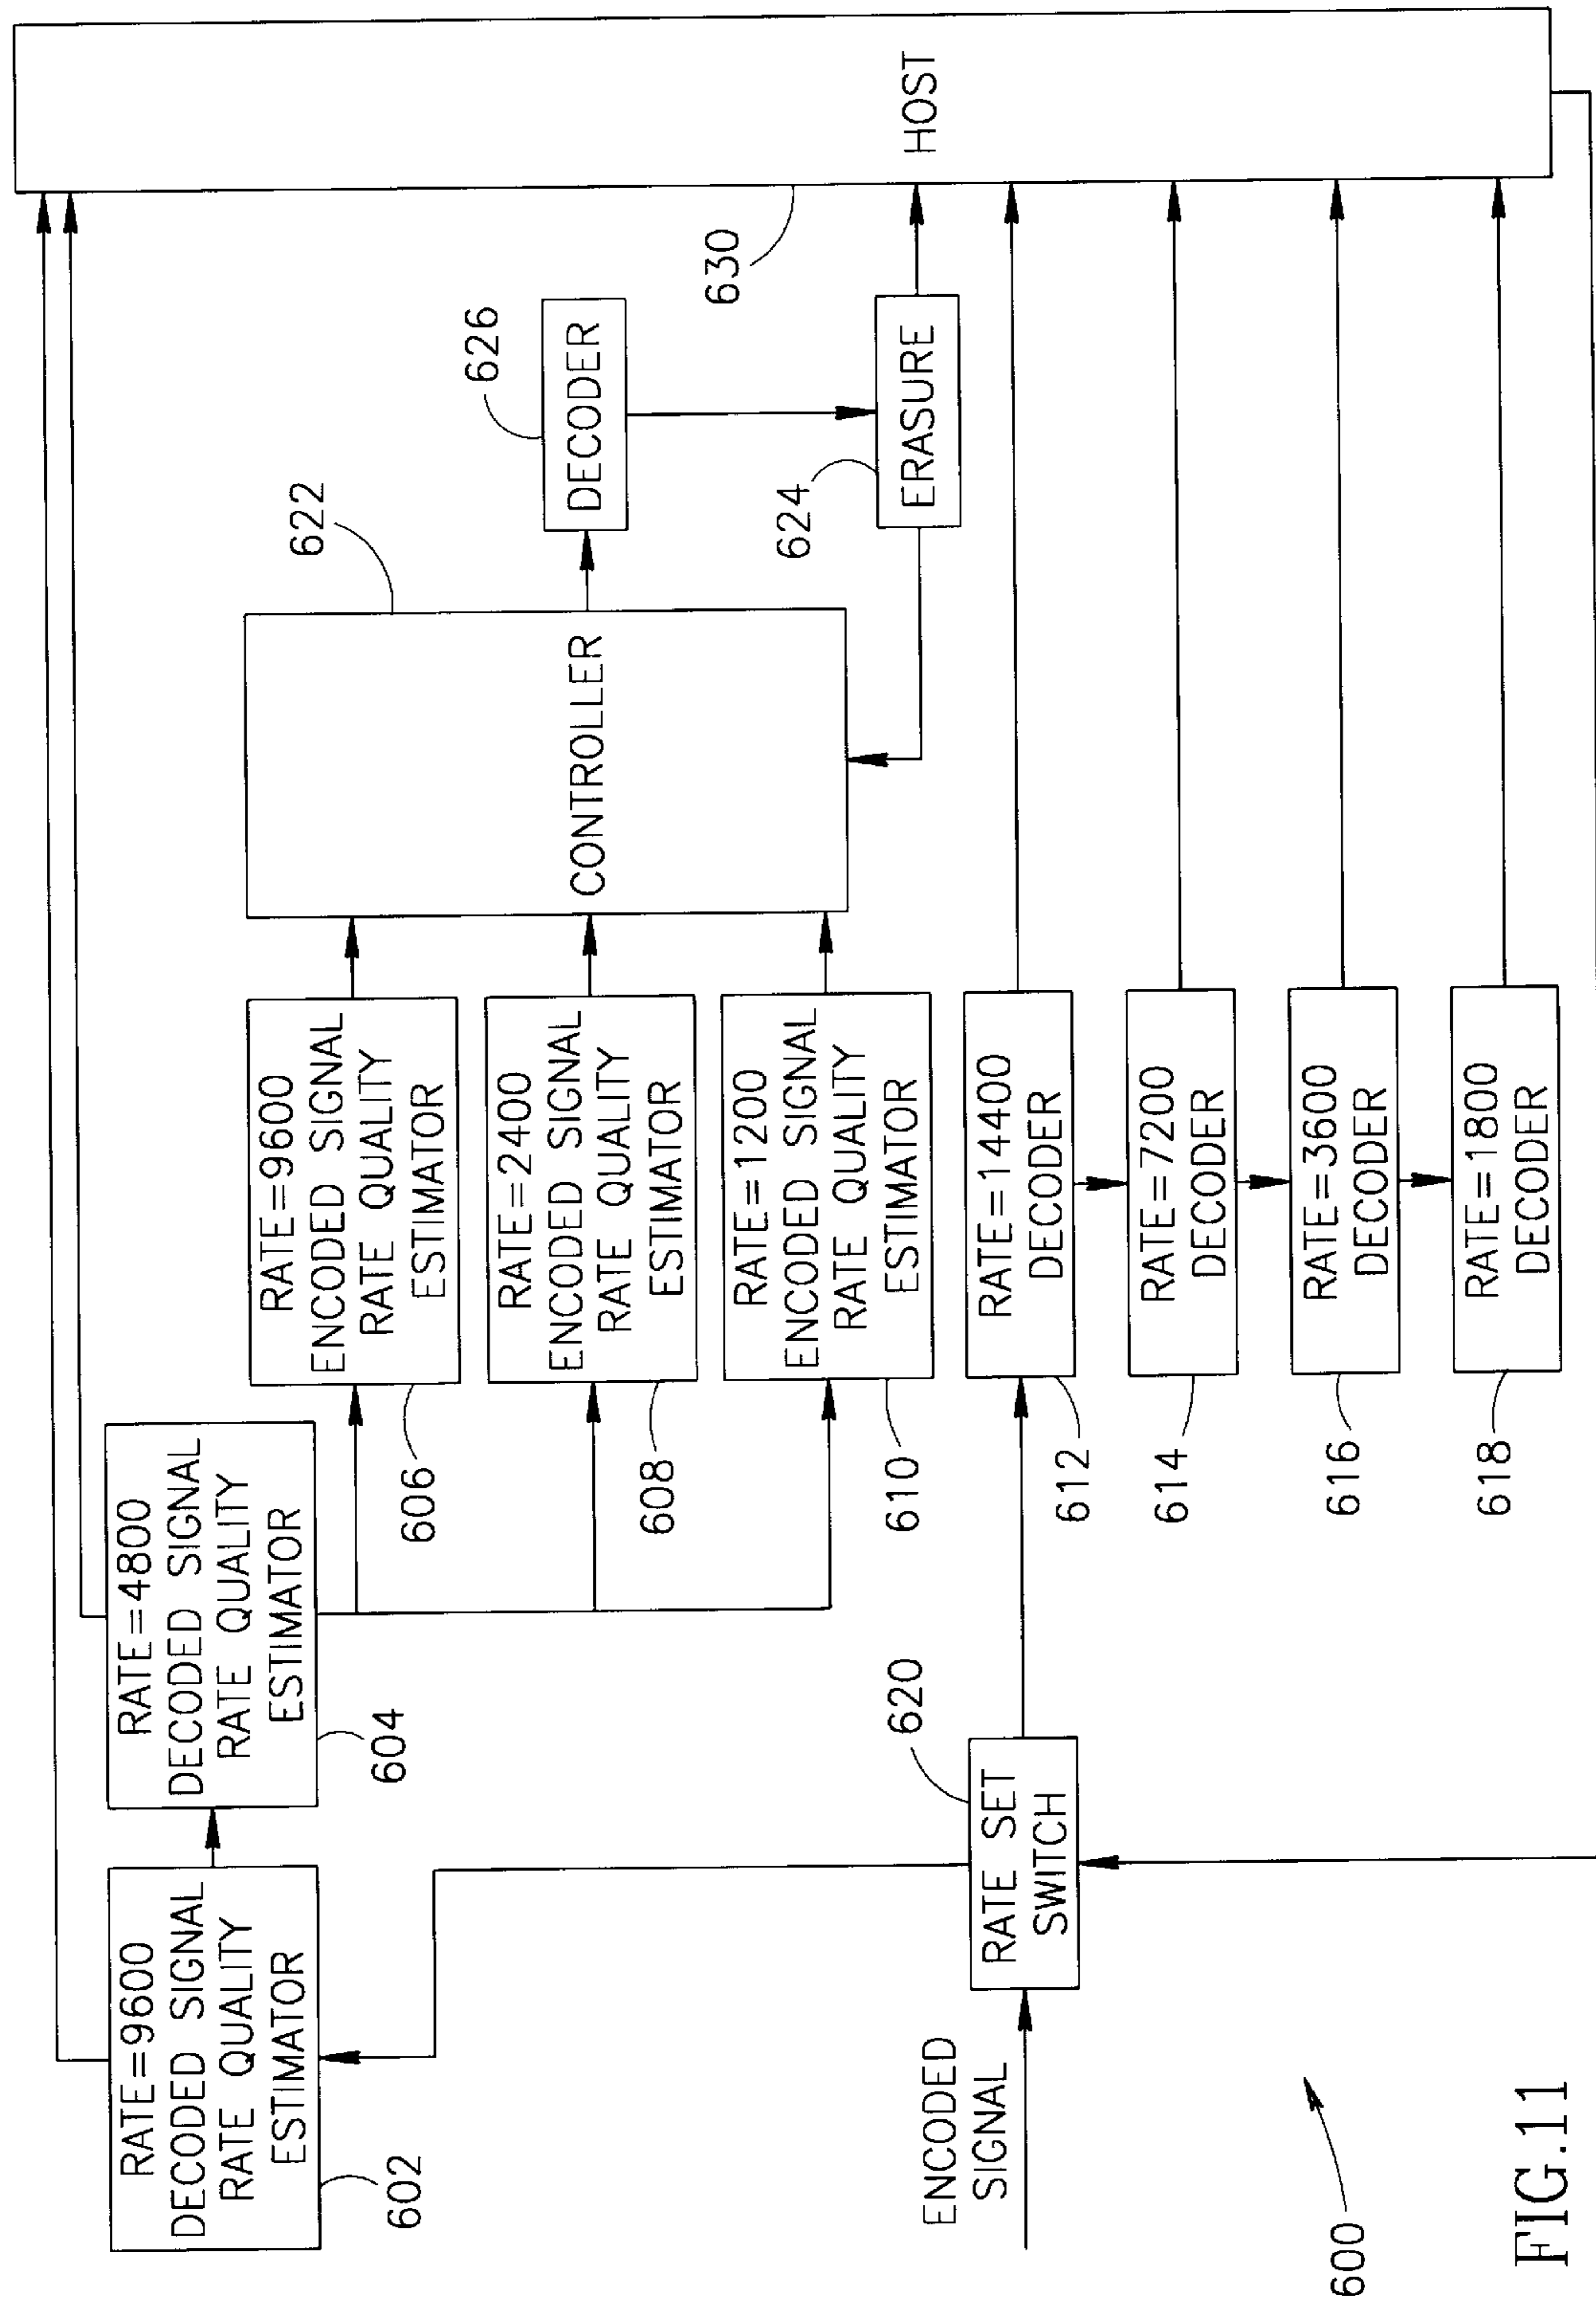 RATE=9600
DECODED SIGNAL
RATE QUALITY
ESTIMATOR
602
RATE=4800
DECODED SIGNAL
RATE QUALITY
ESTIMATOR
604
RATE=9600
ENCODED SIGNAL
RATE QUALITY
ESTIMATOR
606
RATE=2400
ENCODED SIGNAL
RATE QUALITY
ESTIMATOR
608
RATE=1200
ENCODED SIGNAL
RATE QUALITY
ESTIMATOR
610
CONTROLLER
622
DECODER
626
ERASURE
624
HOST
630
ENCODED
SIGNAL
RATE SET
SWITCH
620
RATE=14400
DECODER
612
RATE=7200
DECODER
614
RATE=3600
DECODER
616
RATE=1800
DECODER
618
600
FIG.11